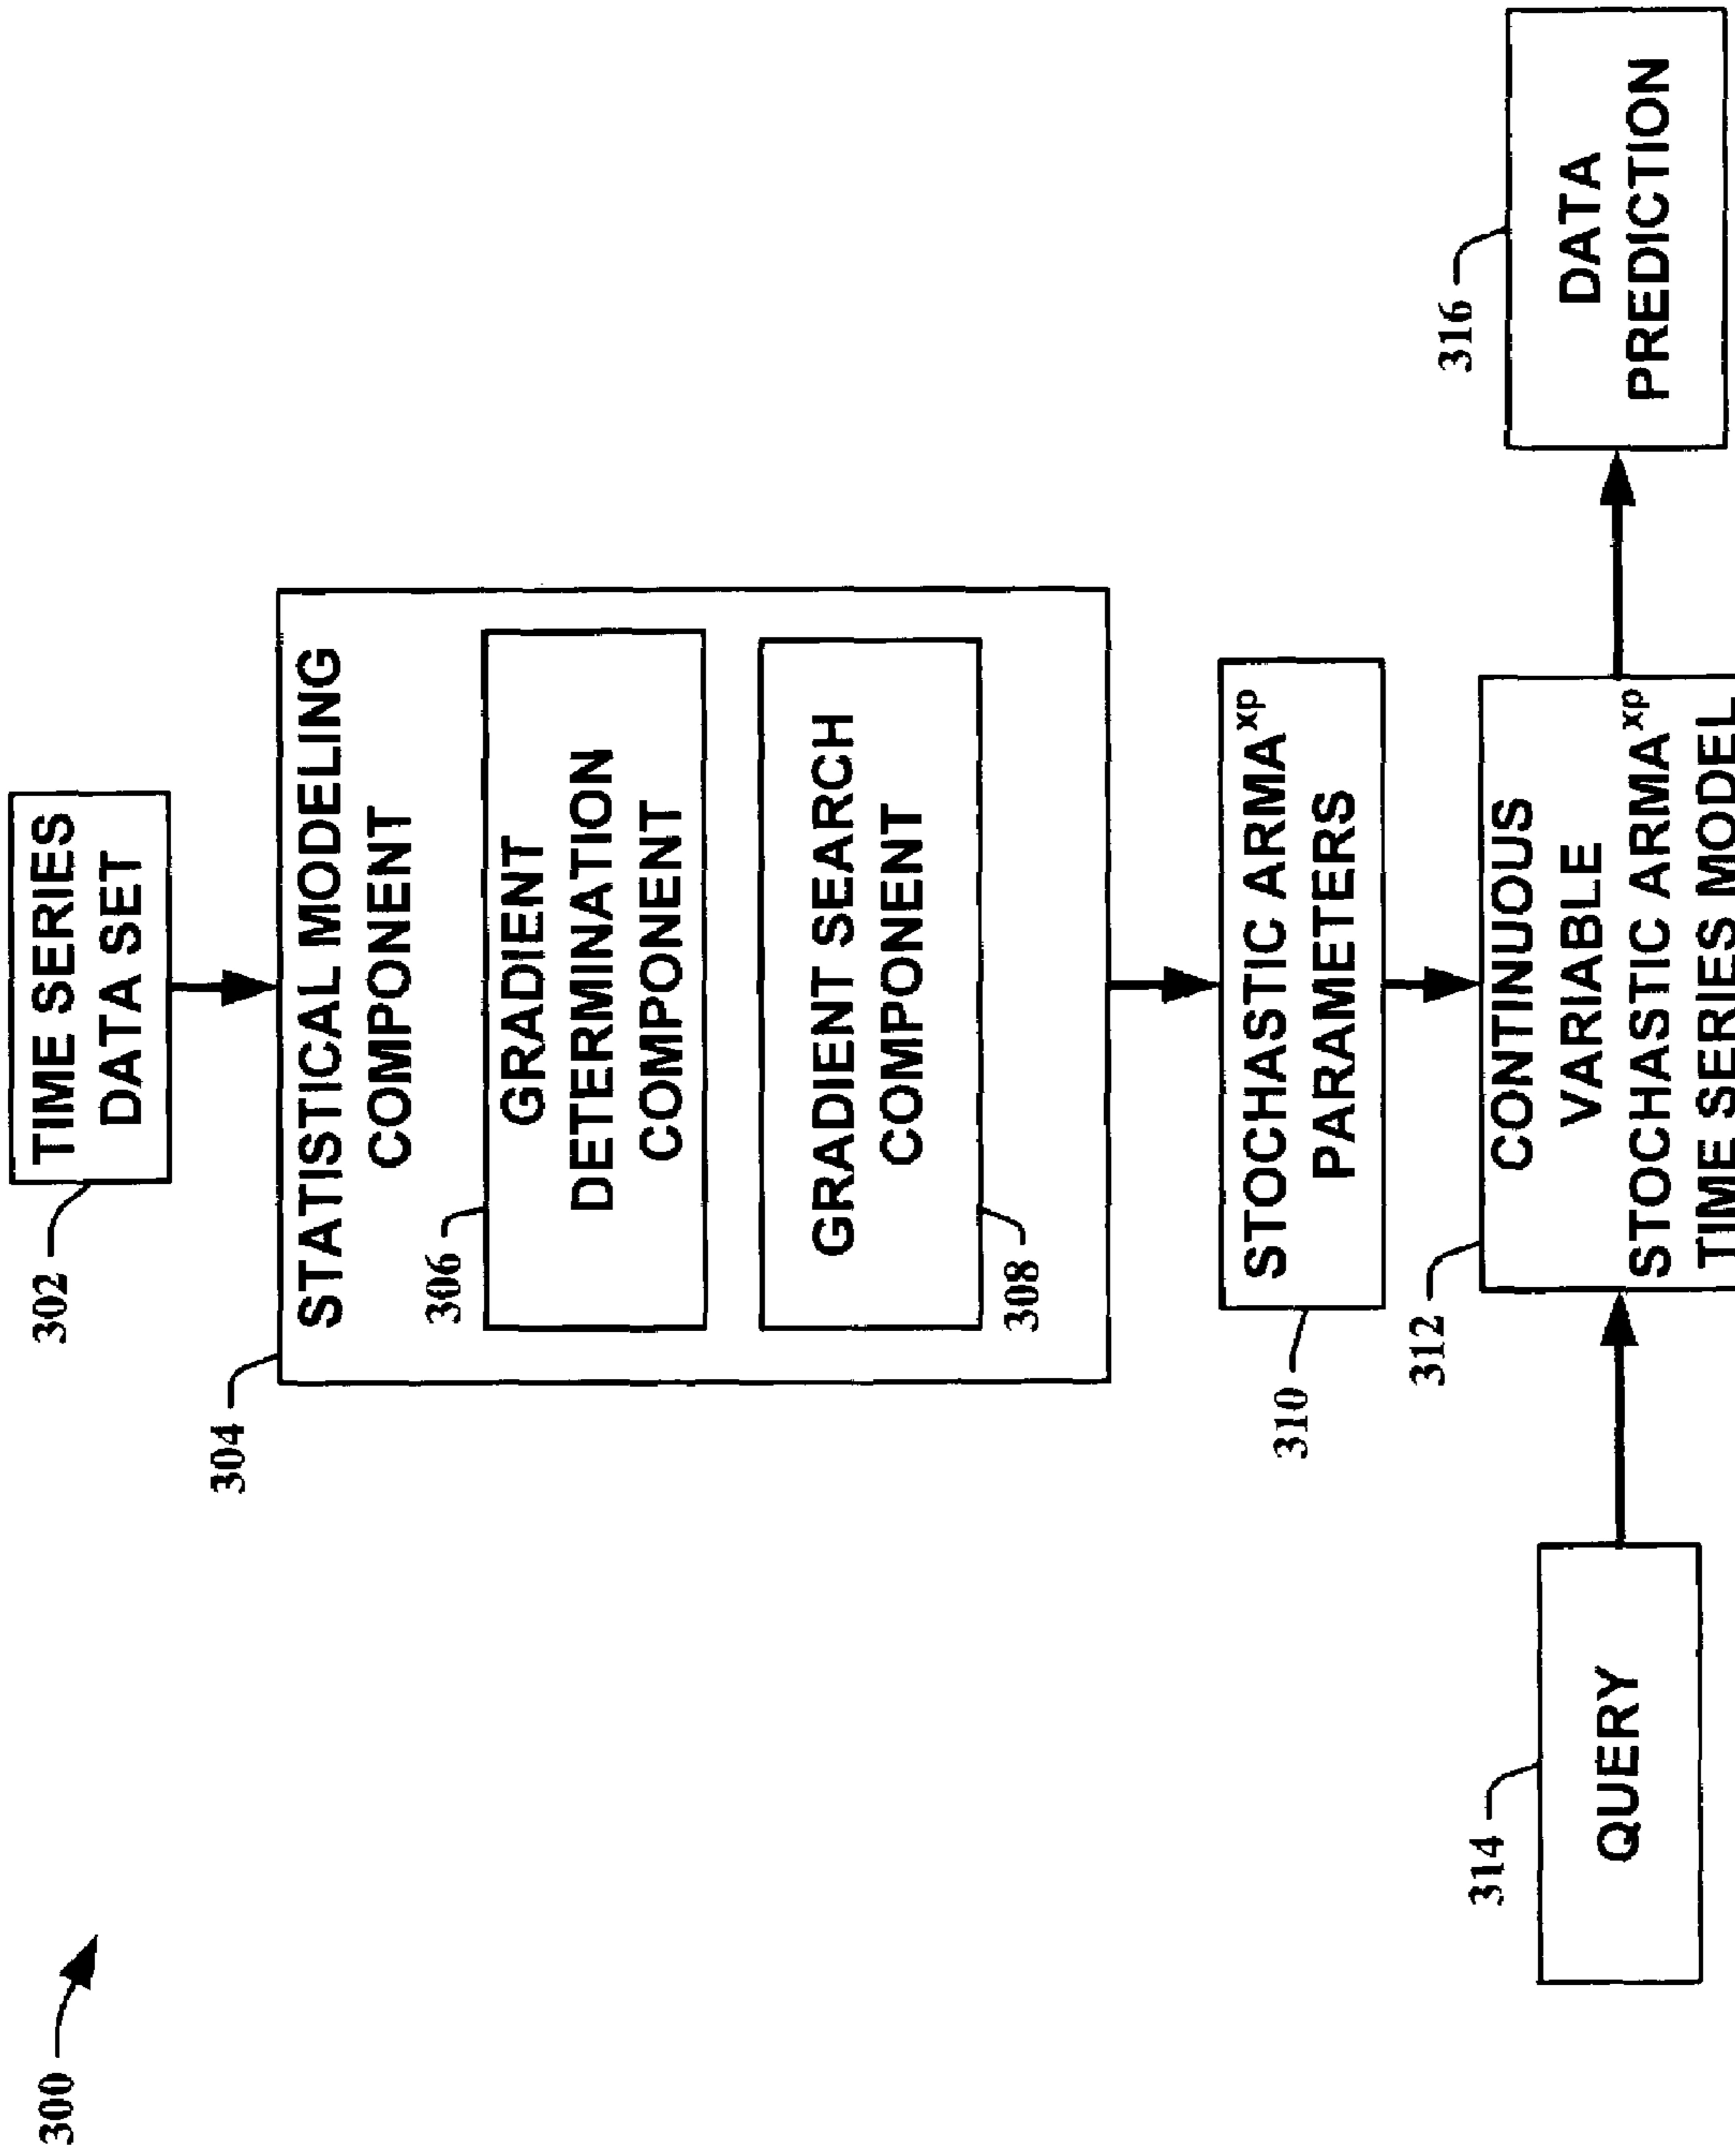 300
302
TIME SERIES
DATA SET
304
STATISTICAL MODELING
COMPONENT
306
GRADIENT
DETERMINATION
COMPONENT
GRADIENT SEARCH
COMPONENT
308
310
STOCHASTIC ARMA^xp
PARAMETERS
314
QUERY
312
CONTINUOUS
VARIABLE
STOCHASTIC ARMA^xp
TIME SERIES MODEL
316
DATA
PREDICTION